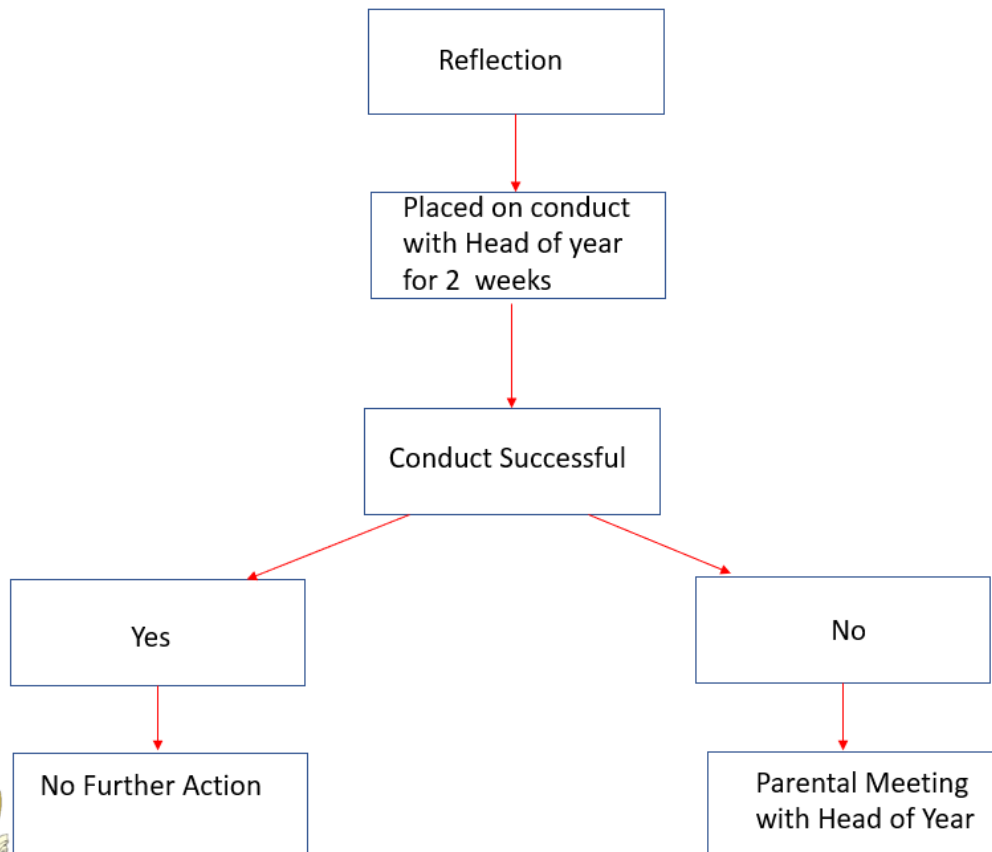 Reflection
Placed on conduct
with Head of year
for 2 weeks
Conduct Successful
Yes
No
No Further Action
Parental Meeting
with Head of Year